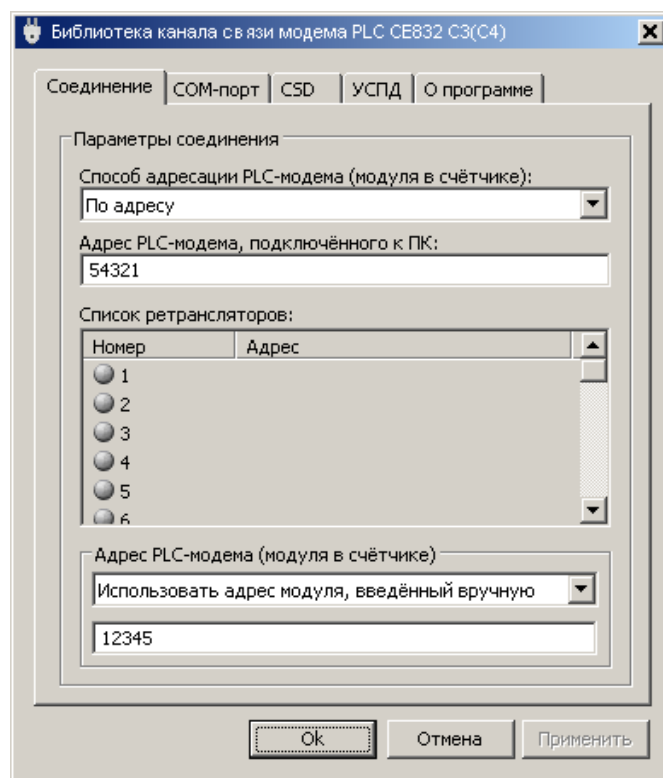 Библиотека канала связи модема PLC CE832 C3(C4)
Соединение COM-порт CSD УСПД О программе
Параметры соединения
Способ адресации PLC-модема (модуля в счётчике):
По адресу
Адрес PLC-модема, подключённого к ПК:
54321
Список ретрансляторов:
Номер Адрес
1
2
3
4
5
6
Адрес PLC-модема (модуля в счётчике)
Использовать адрес модуля, введённый вручную
12345
Ok Отмена Применить